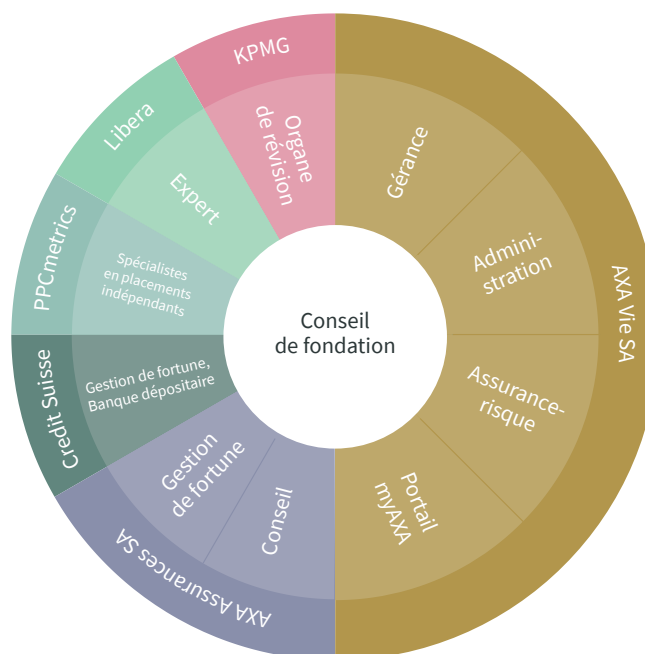 KPMG
Organe
de révision
Libera
Expert
PPCmetrics
Spécialistes
en placements
indépendants
Credit Suisse
Gestion de fortune,
Banque dépositaire
AXA Assurances SA
Gestion
de fortune
Conseil
AXA Vie SA
Gérance
Admini-
stration
Assurance-
risque
Portail
myAXA
Conseil
de fondation